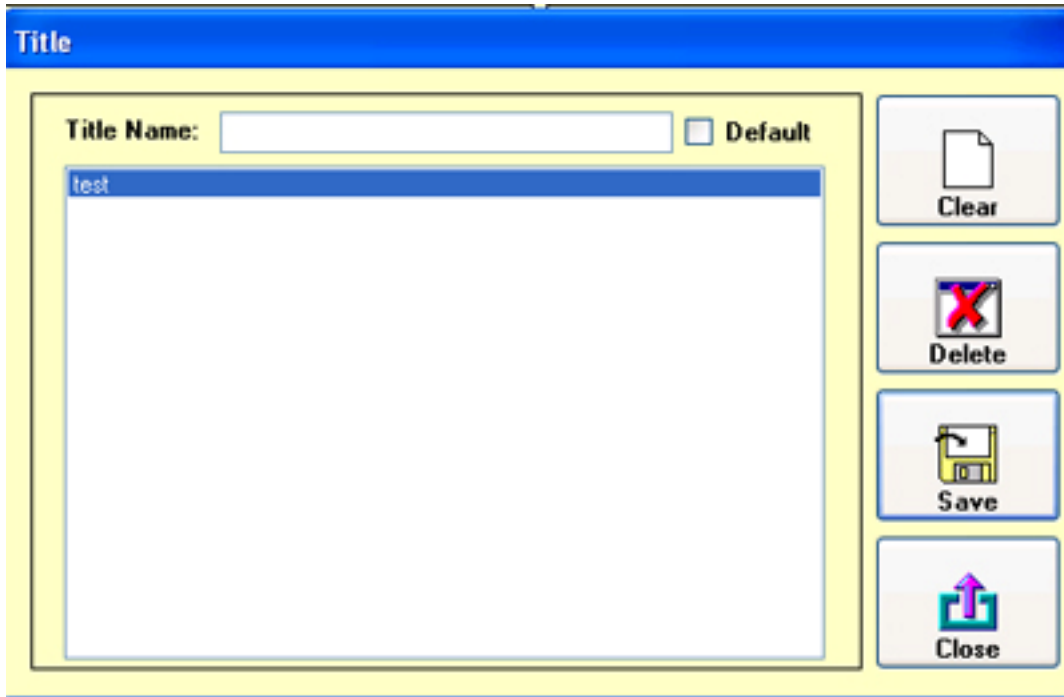 Title
Title Name:
Default
test
Clear
Delete
Save
Close